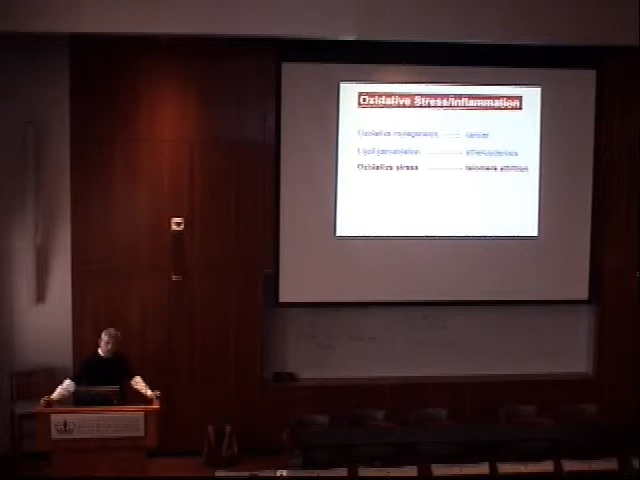 Oxidative Stress/Inflammation
Oxidative mutagenesis ------- cancer
Lipid peroxidation ------- atherosclerosis
Oxidative stress ------- telomere attrition